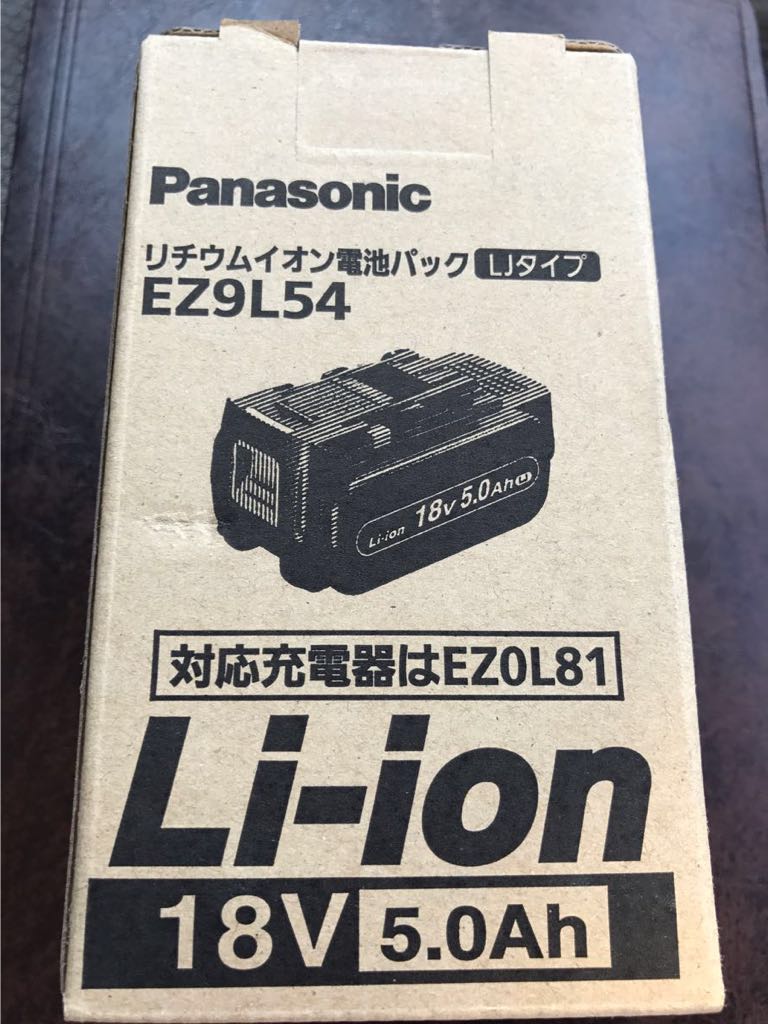 Panasonic
リチウムイオン電池パック LJタイプ
EZ9L54
Li-ion 18V 5.0Ah LJ
対応充電器はEZ0L81
Li-ion
18V 5.0Ah